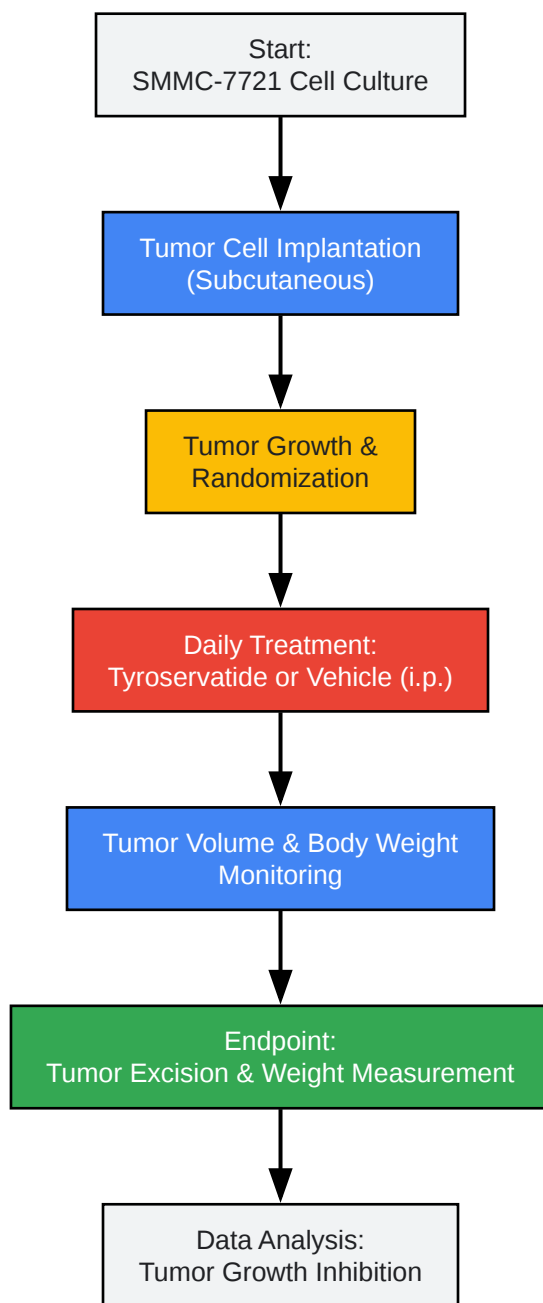 Start:
SMMC-7721 Cell Culture
Tumor Cell Implantation
(Subcutaneous)
Tumor Growth &
Randomization
Daily Treatment:
Tyroservatide or Vehicle (i.p.)
Tumor Volume & Body Weight
Monitoring
Endpoint:
Tumor Excision & Weight Measurement
Data Analysis:
Tumor Growth Inhibition